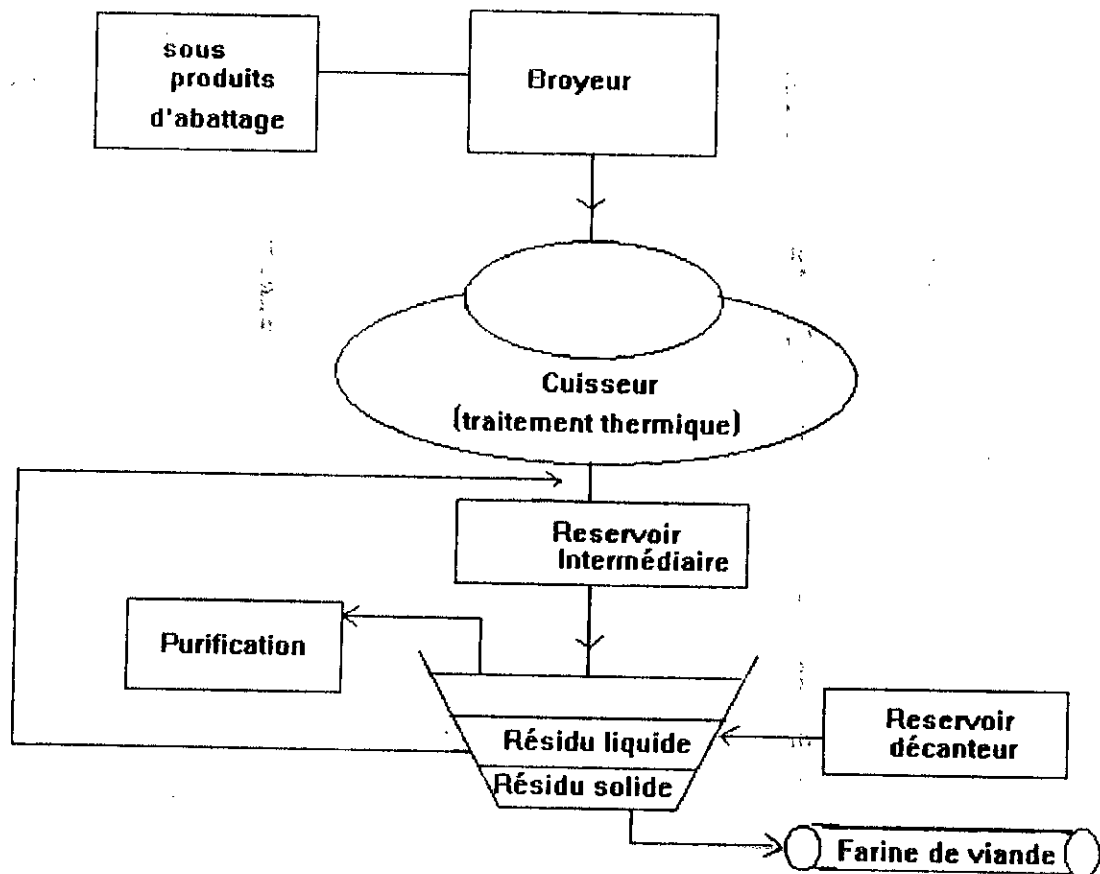 sous
produits
d'abattage
Broyeur
Cuisseur
(traitement thermique)
Reservoir
Intermédiaire
Purification
Résidu liquide
Résidu solide
Reservoir
décanteur
Farine de viande